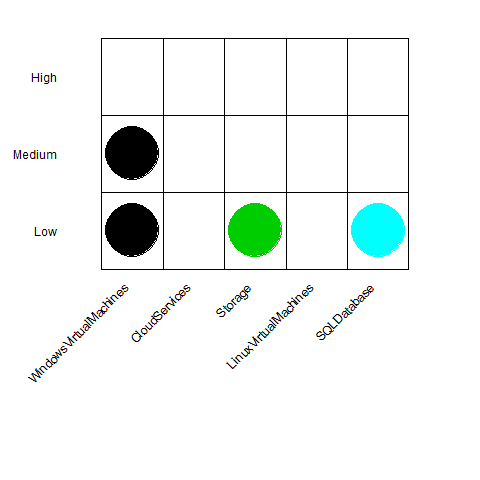 High
Medium
Low
WindowsVirtualMachines
CloudServices
Storage
LinuxVirtualMachines
SQLDatabase